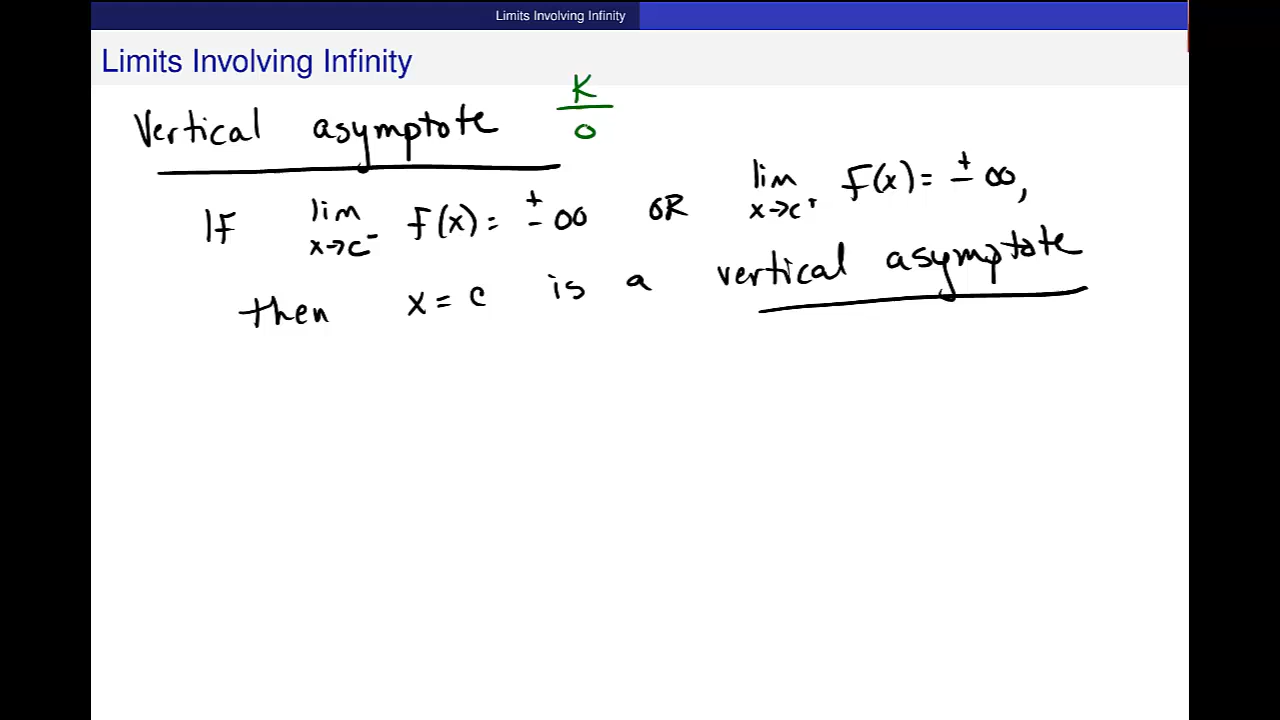 Limits Involving Infinity
Limits Involving Infinity
Vertical asymptote K/0
If lim x→c⁻ f(x) = ±∞ OR lim x→c⁺ f(x) = ±∞,
then x = c is a vertical asymptote